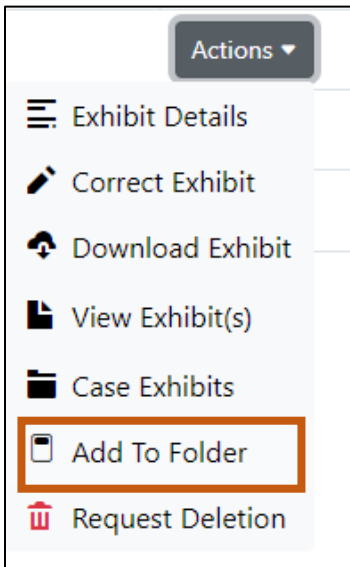 Actions
Exhibit Details
Correct Exhibit
Download Exhibit
View Exhibit(s)
Case Exhibits
Add To Folder
Request Deletion